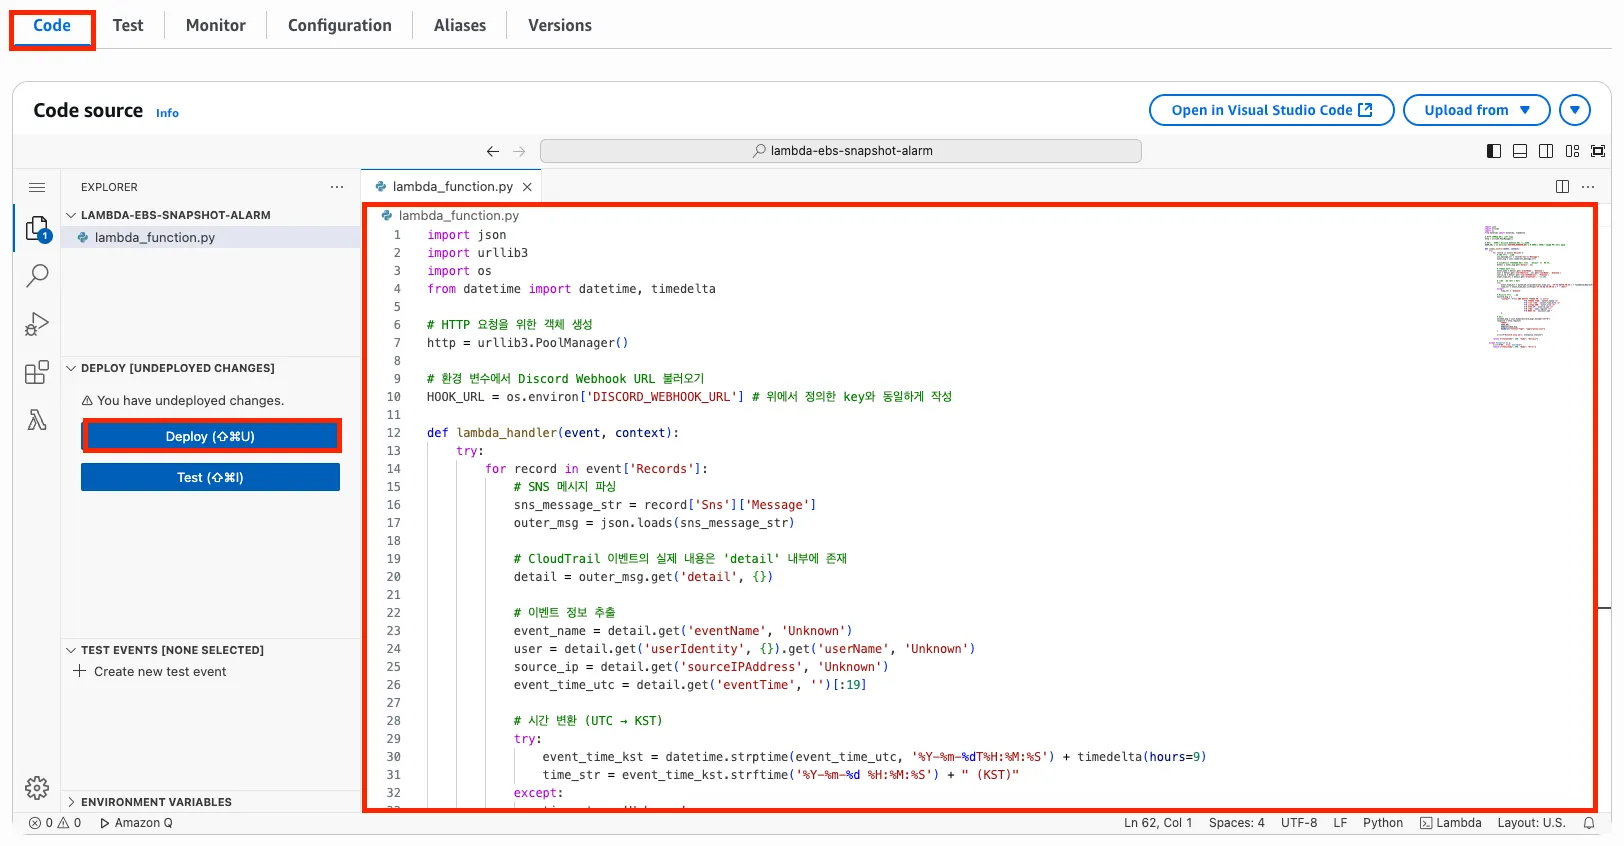 Code
Test
Monitor
Configuration
Aliases
Versions
Code source
Info
Open in Visual Studio Code
Upload from
lambda-ebs-snapshot-alarm
EXPLORER
LAMBDA-EBS-SNAPSHOT-ALARM
lambda_function.py
1
DEPLOY [UNDEPLOYED CHANGES]
You have undeployed changes.
Deploy (⇧⌘U)
Test (⇧⌘I)
TEST EVENTS [NONE SELECTED]
Create new test event
ENVIRONMENT VARIABLES
lambda_function.py
lambda_function.py
1 import json
2 import urllib3
3 import os
4 from datetime import datetime, timedelta
5
6 # HTTP 요청을 위한 객체 생성
7 http = urllib3.PoolManager()
8
9 # 환경 변수에서 Discord Webhook URL 불러오기
10 HOOK_URL = os.environ['DISCORD_WEBHOOK_URL'] # 위에서 정의한 key와 동일하게 작성
11
12 def lambda_handler(event, context):
13 try:
14 for record in event['Records']:
15 # SNS 메시지 파싱
16 sns_message_str = record['Sns']['Message']
17 outer_msg = json.loads(sns_message_str)
18
19 # CloudTrail 이벤트의 실제 내용은 'detail' 내부에 존재
20 detail = outer_msg.get('detail', {})
21
22 # 이벤트 정보 추출
23 event_name = detail.get('eventName', 'Unknown')
24 user = detail.get('userIdentity', {}).get('userName', 'Unknown')
25 source_ip = detail.get('sourceIPAddress', 'Unknown')
26 event_time_utc = detail.get('eventTime', '')[:19]
27
28 # 시간 변환 (UTC → KST)
29 try:
30 event_time_kst = datetime.strptime(event_time_utc, '%Y-%m-%dT%H:%M:%S') + timedelta(hours=9)
31 time_str = event_time_kst.strftime('%Y-%m-%d %H:%M:%S') + " (KST)"
32 except:
0 0 Amazon Q
Ln 62, Col 1 Spaces: 4 UTF-8 LF Python Lambda Layout: U.S.